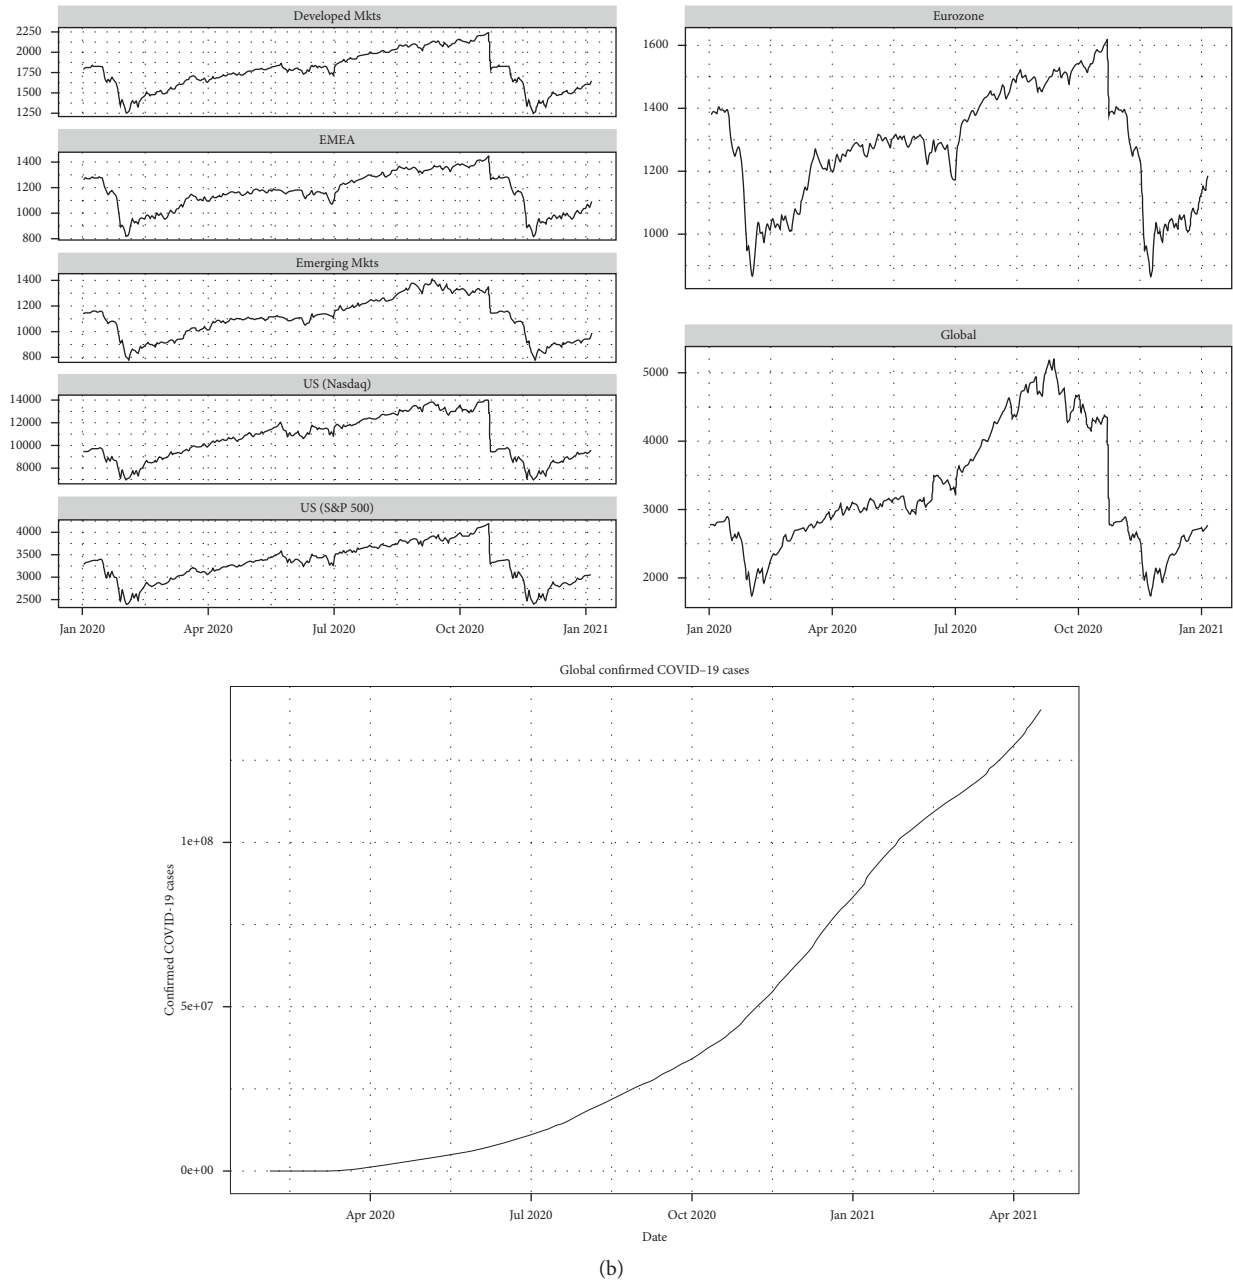 Developed Mkts
2250
2000
1750
1500
1250
EMEA
1400
1200
1000
800
Emerging Mkts
1400
1200
1000
800
US (Nasdaq)
14000
12000
10000
8000
US (S&P 500)
4000
3500
3000
2500
Jan 2020 Apr 2020 Jul 2020 Oct 2020 Jan 2021
Eurozone
1600
1400
1200
1000
Global
5000
4000
3000
2000
Jan 2020 Apr 2020 Jul 2020 Oct 2020 Jan 2021
Global confirmed COVID–19 cases
Confirmed COVID-19 cases
1e+08
5e+07
0e+00
Apr 2020 Jul 2020 Oct 2020 Jan 2021 Apr 2021
Date
(b)